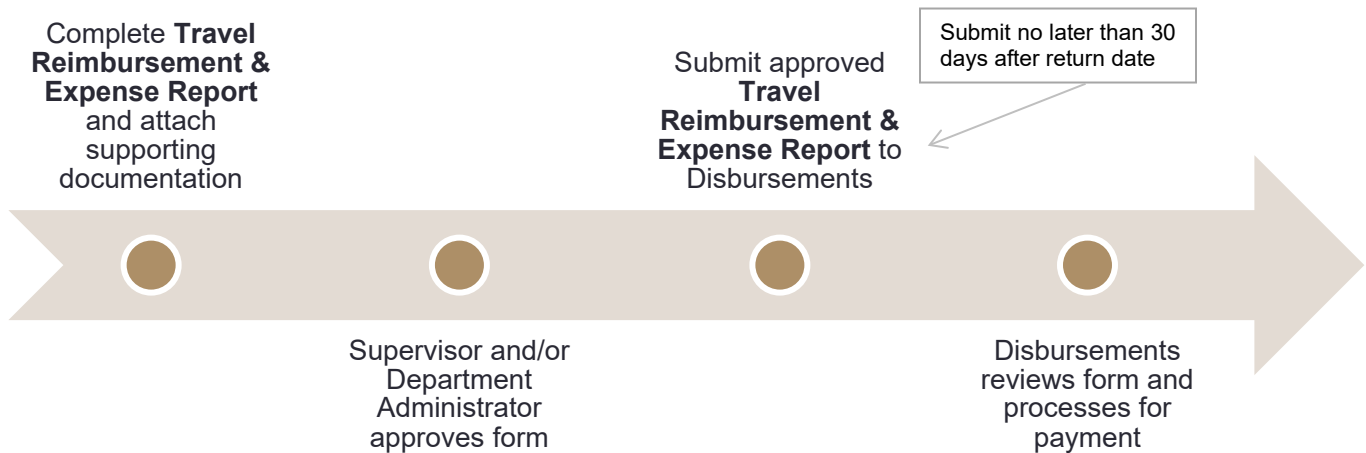 Complete Travel
Reimbursement &
Expense Report
and attach
supporting
documentation
Supervisor and/or
Department
Administrator
approves form
Submit approved
Travel
Reimbursement &
Expense Report to
Disbursements
Submit no later than 30
days after return date
Disbursements
reviews form and
processes for
payment